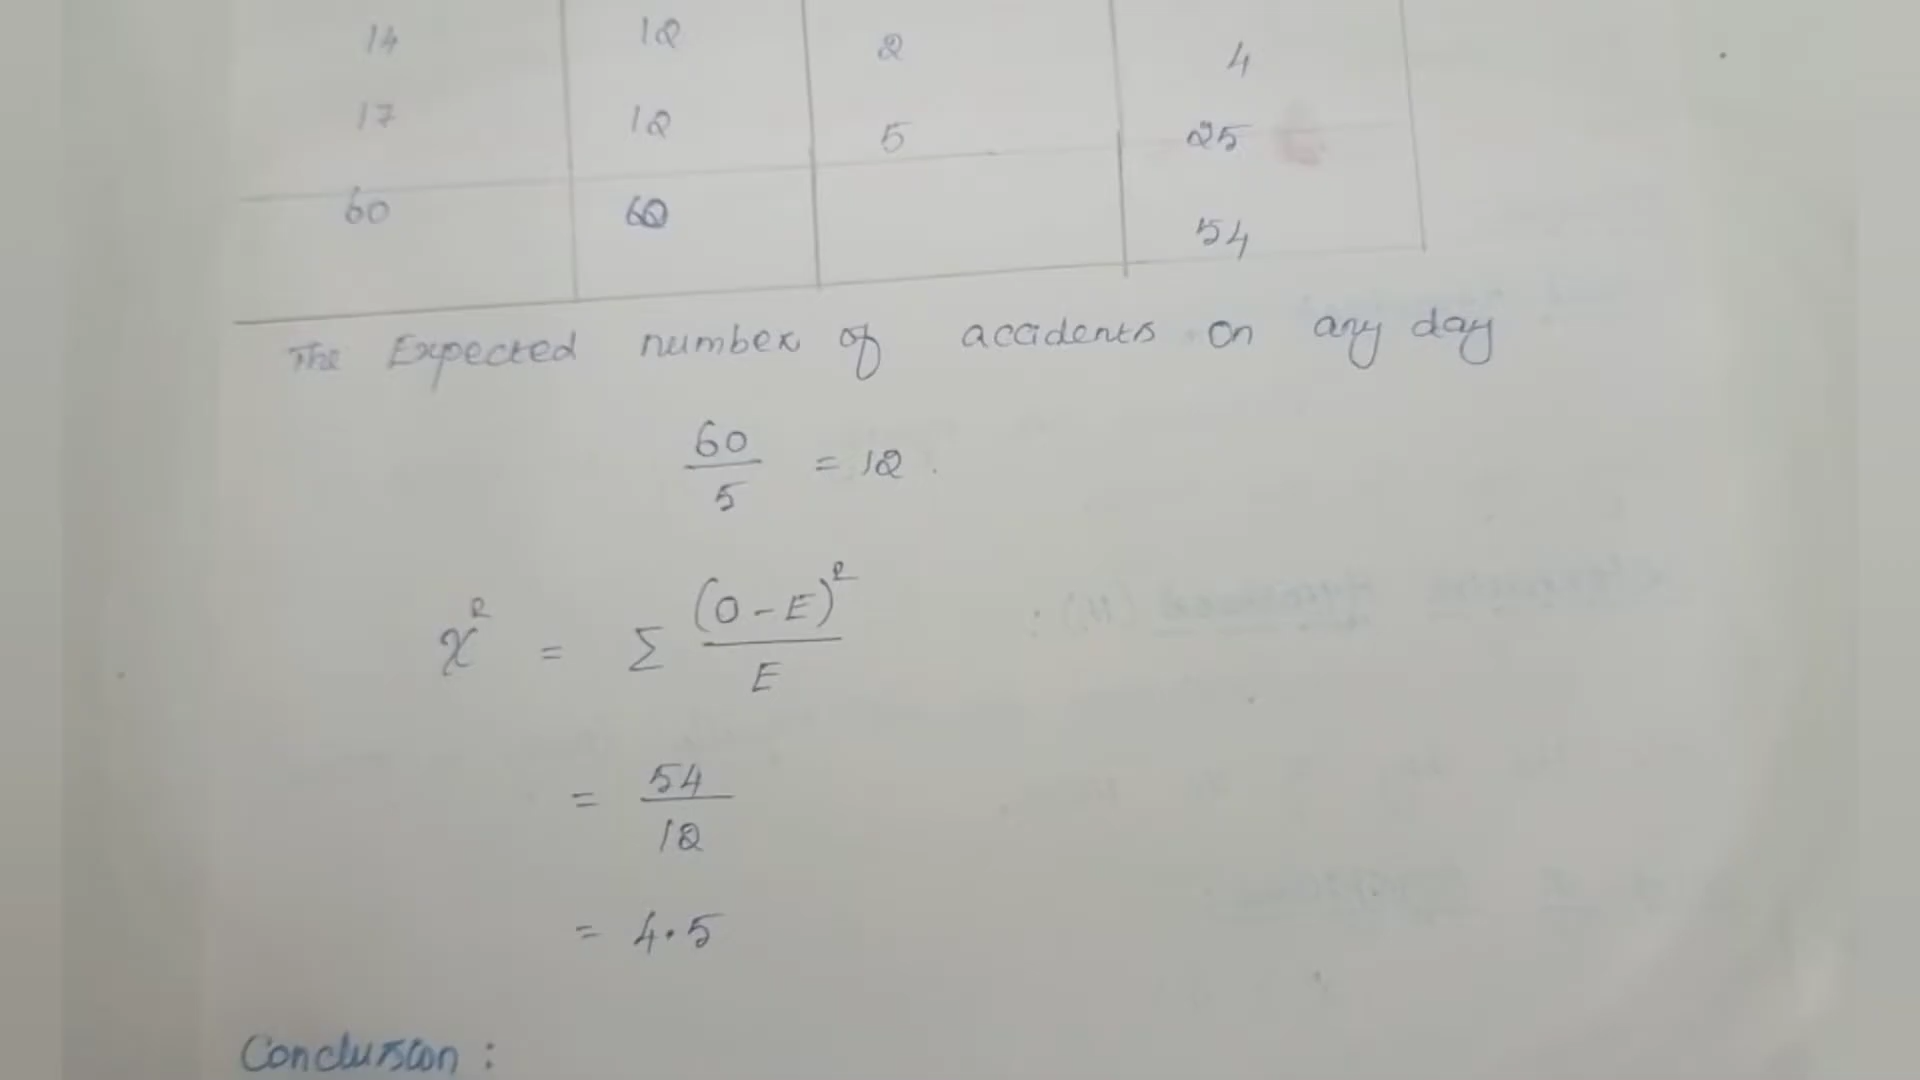 14 12 2 4
17 12 5 25
60 60 54
The Expected number of accidents on any day
60/5 = 12.
χ² = Σ (O-E)²/E
= 54/12
= 4.5
Conclusion :